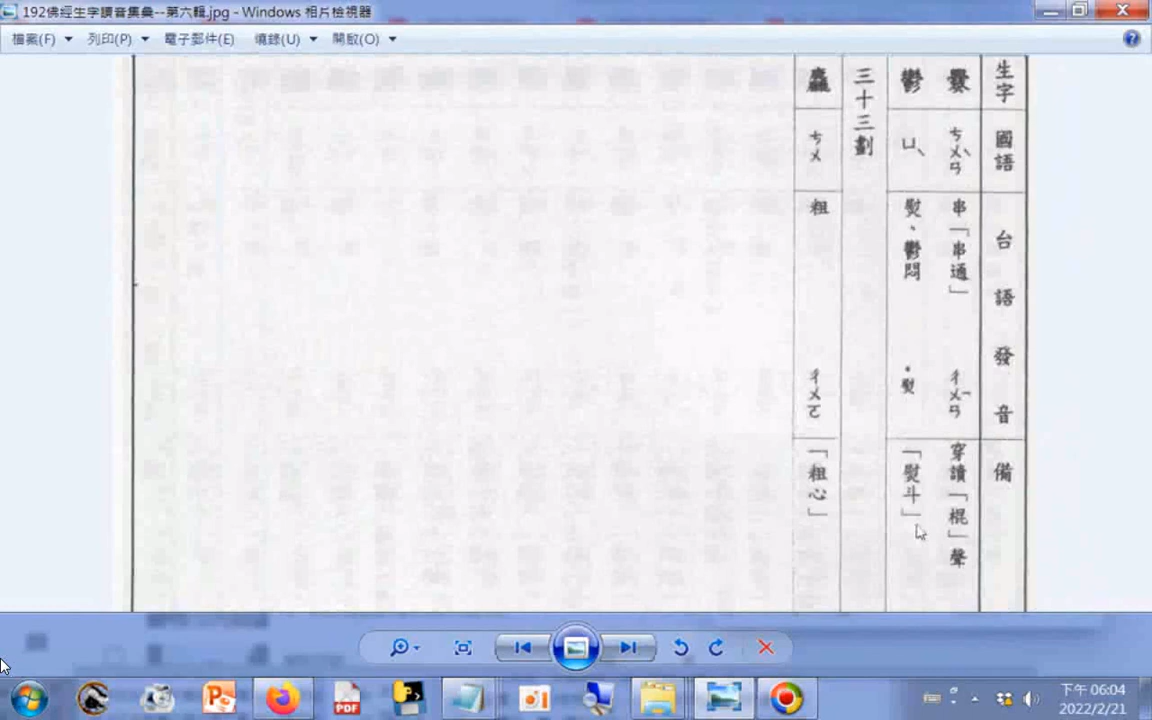 192佛經生字讀音集彙--第六輯.jpg - Windows 相片檢視器
檔案(F) 列印(P) 電子郵件(E) 燒錄(U) 開啟(O)
生字 國語 台語發音 備
爨 ㄘㄨㄢˋ 串「串通」 ㄔㄨㄢ 穿讀「棍」聲
鬱 ㄩˋ 熨、鬱悶 熨 「熨斗」
三十三劃
麤 ㄘㄨ 粗 ㄔㄨㄛ 「粗心」
PDF
下午 06:04
2022/2/21